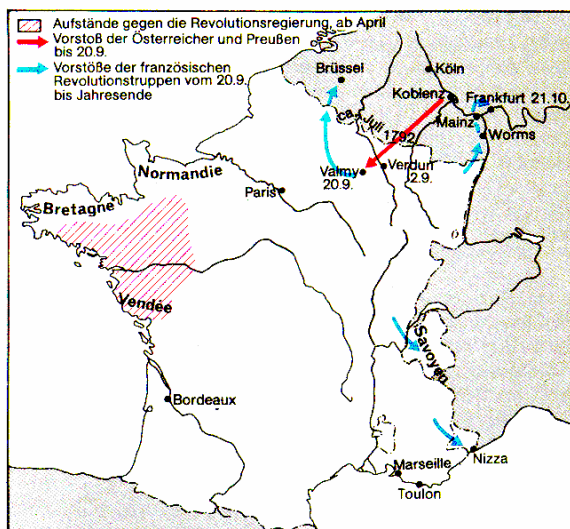 Aufstände gegen die Revolutionsregierung, ab April
Vorstoß der Österreicher und Preußen
bis 20.9.
Vorstöße der französischen
Revolutionstruppen vom 20.9.
bis Jahresende
Brüssel
Köln
Koblenz
Frankfurt 21.10.
Mainz
Worms
ca. Juli
1792
Valmy
20.9.
Verdun
2.9.
Normandie
Paris
Bretagne
Vendée
Savoyen
Bordeaux
Marseille
Nizza
Toulon